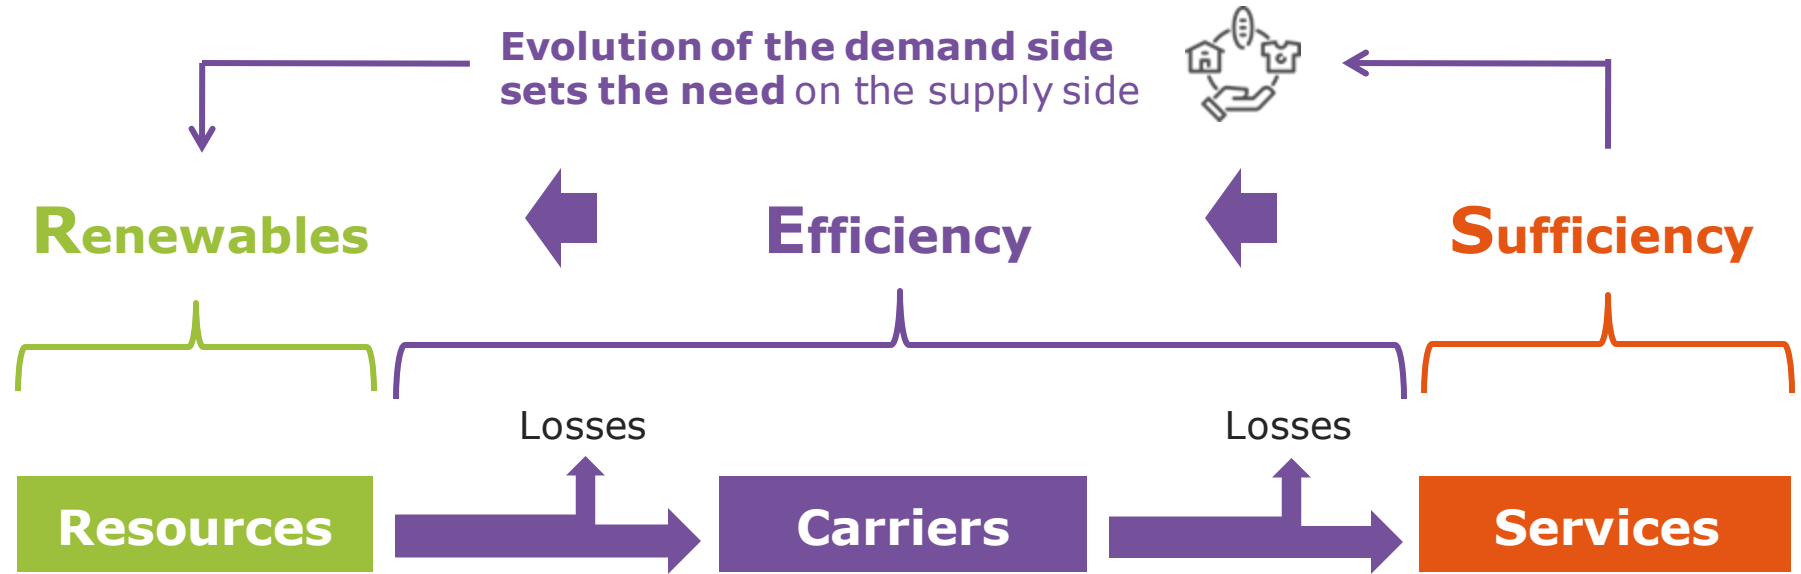 Evolution of the demand side
sets the need on the supply side
Renewables
Efficiency
Sufficiency
Losses
Losses
Resources
Carriers
Services